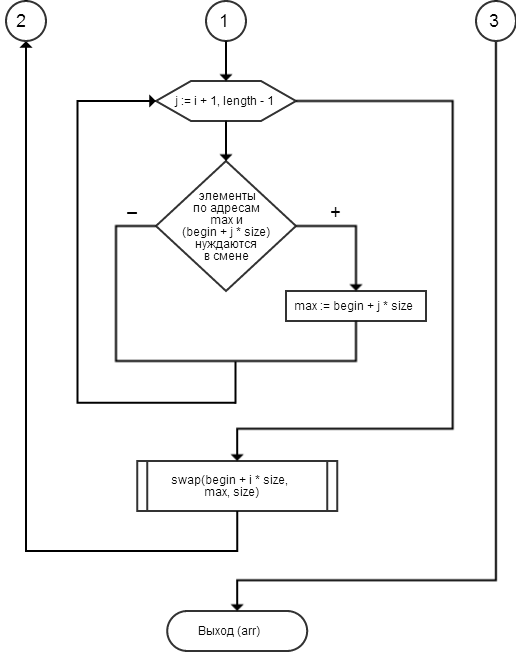 2
1
3
j := i + 1, length - 1
элементы
по адресам
max и
(begin + j * size)
нуждаются
в смене
–
+
max := begin + j * size
swap(begin + i * size,
max, size)
Выход (arr)